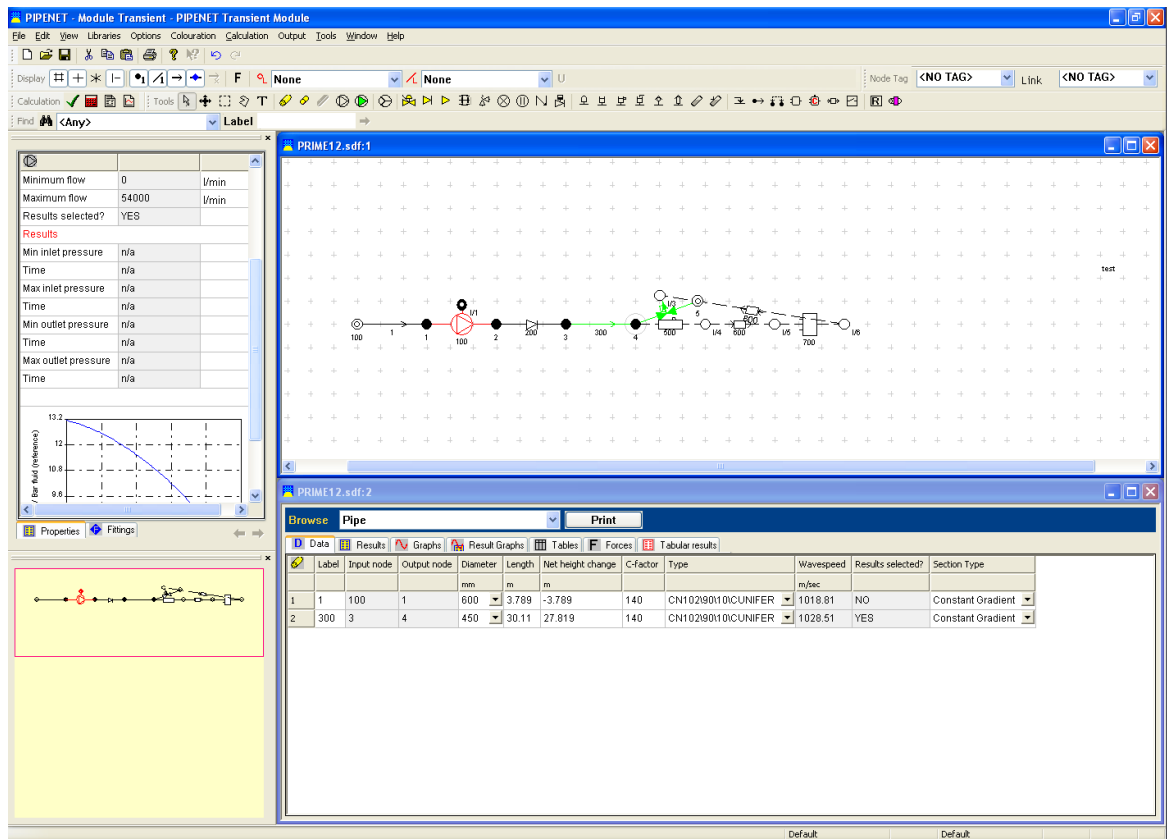 PIPENET - Module Transient - PIPENET Transient Module
File Edit View Libraries Options Colouration Calculation Output Tools Window Help
Display F None None U Node Tag <NO TAG> Link <NO TAG>
Calculation Tools T R
Find <Any> Label
Minimum flow 0 l/min
Maximum flow 54000 l/min
Results selected? YES
Results
Min inlet pressure n/a
Time n/a
Max inlet pressure n/a
Time n/a
Min outlet pressure n/a
Time n/a
Max outlet pressure n/a
Time n/a
13.2
12
10.8
9.6
/ Bar fluid (reference)
Properties Fittings
PRIME12.sdf:1
test
I/3
I/1
5
800
100 1 1 100 2 200 3 300 4 500 I/4 600 I/5 700 I/6
PRIME12.sdf:2
Browse Pipe Print
D Data Results Graphs Result Graphs Tables F Forces Tabular results
Label Input node Output node Diameter Length Net height change C-factor Type Wavespeed Results selected? Section Type
mm m m m/sec
1 1 100 1 600 3.789 -3.789 140 CN102\90\10\CUNIFER 1018.81 NO Constant Gradient
2 300 3 4 450 30.11 27.819 140 CN102\90\10\CUNIFER 1028.51 YES Constant Gradient
Default Default